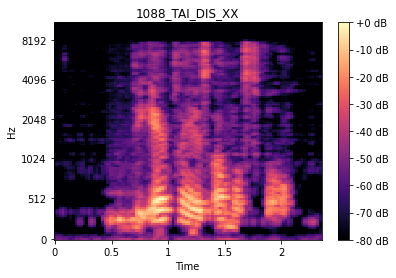 1088_TAI_DIS_XX
+0 dB
8192
-10 dB
4096
-20 dB
-30 dB
2048
Hz
-40 dB
1024
-50 dB
512
-60 dB
-70 dB
0
-80 dB
0 0.5 1 1.5 2
Time